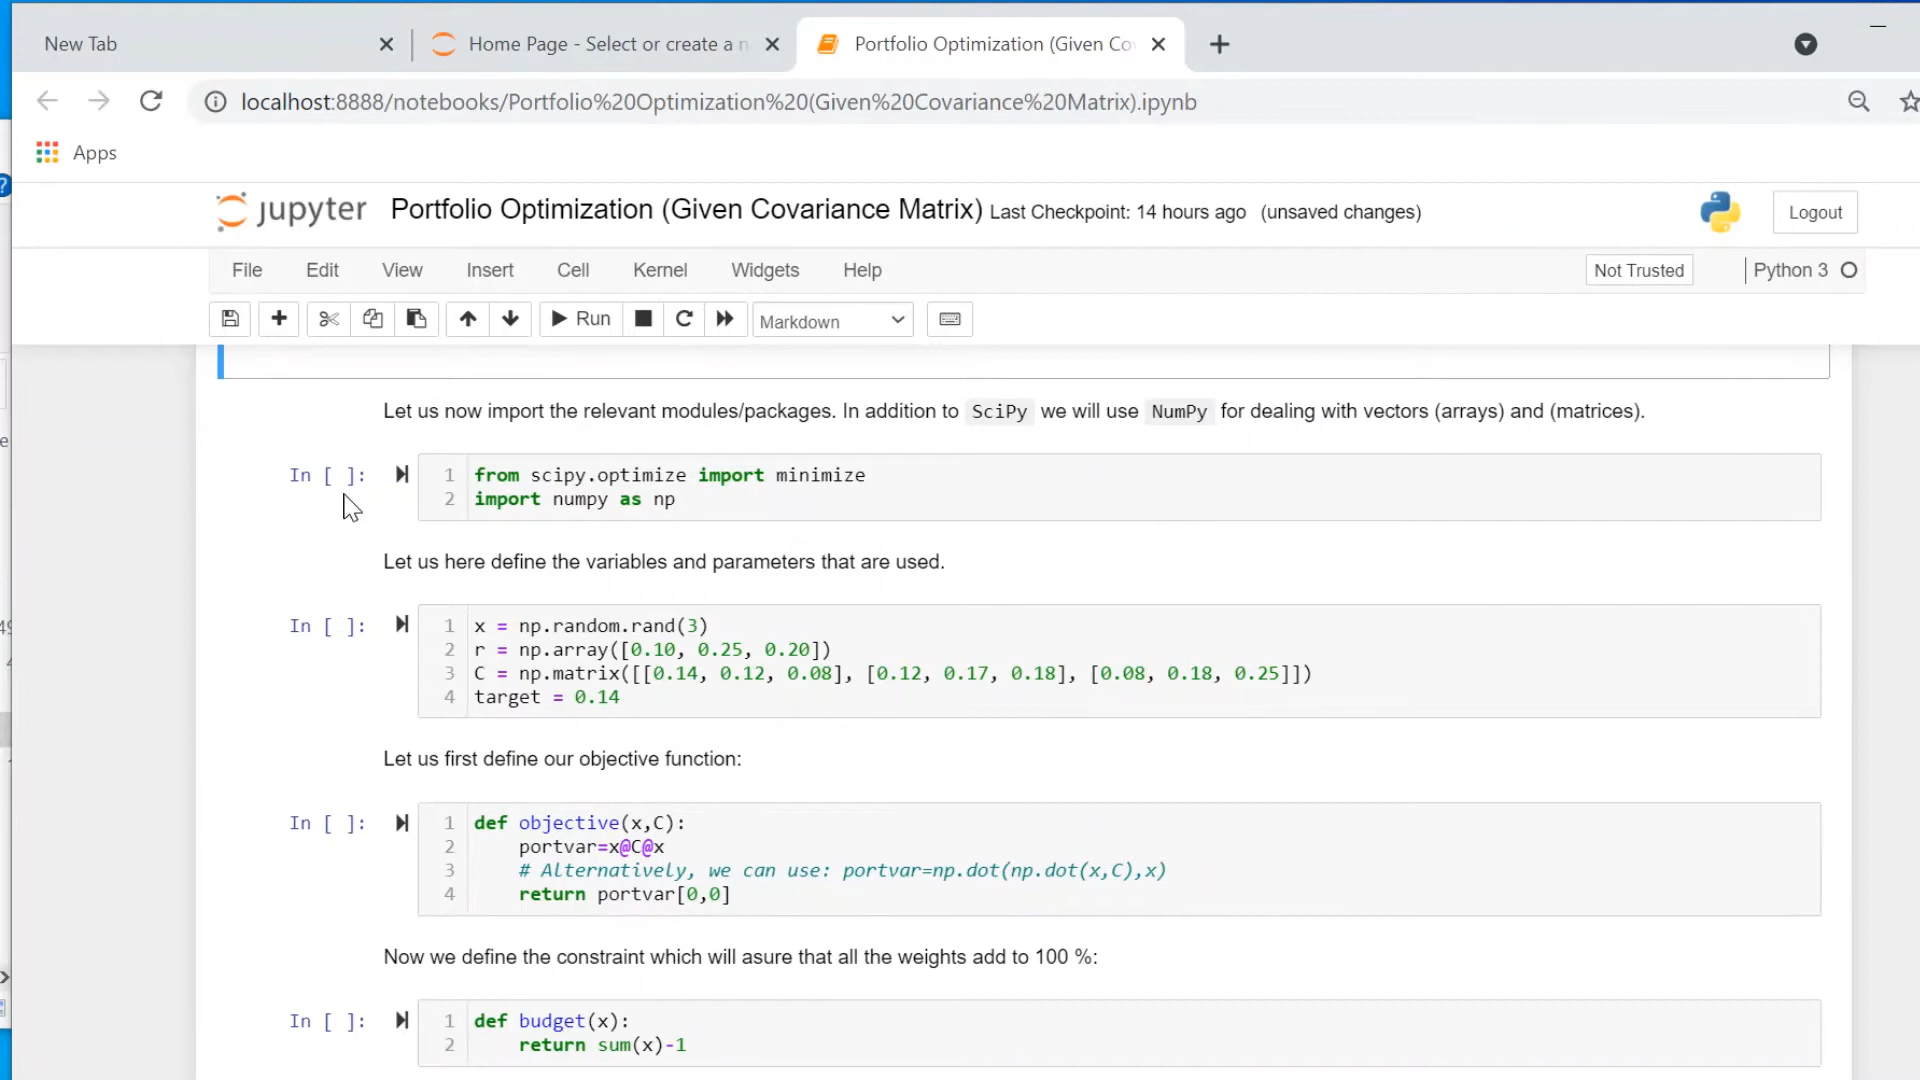 New Tab
Home Page - Select or create a n
Portfolio Optimization (Given Co
localhost:8888/notebooks/Portfolio%20Optimization%20(Given%20Covariance%20Matrix).ipynb
Apps
jupyter Portfolio Optimization (Given Covariance Matrix) Last Checkpoint: 14 hours ago (unsaved changes)
Logout
File Edit View Insert Cell Kernel Widgets Help
Not Trusted
Python 3
Run
Markdown
Let us now import the relevant modules/packages. In addition to SciPy we will use NumPy for dealing with vectors (arrays) and (matrices).
In [ ]:
1 from scipy.optimize import minimize
2 import numpy as np
Let us here define the variables and parameters that are used.
In [ ]:
1 x = np.random.rand(3)
2 r = np.array([0.10, 0.25, 0.20])
3 C = np.matrix([[0.14, 0.12, 0.08], [0.12, 0.17, 0.18], [0.08, 0.18, 0.25]])
4 target = 0.14
Let us first define our objective function:
In [ ]:
1 def objective(x,C):
2 portvar=x@C@x
3 # Alternatively, we can use: portvar=np.dot(np.dot(x,C),x)
4 return portvar[0,0]
Now we define the constraint which will asure that all the weights add to 100 %:
In [ ]:
1 def budget(x):
2 return sum(x)-1